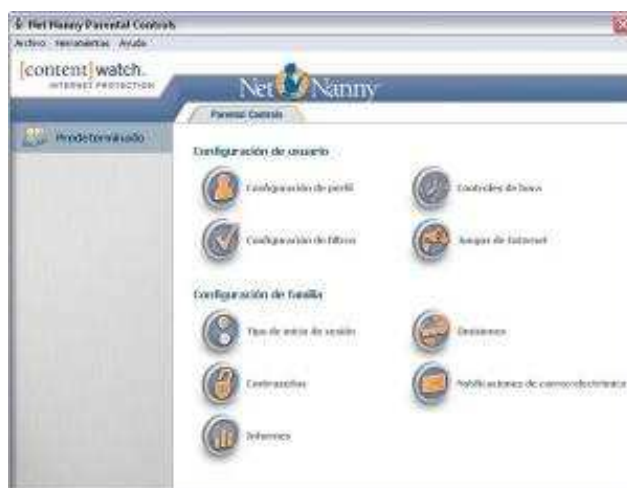 Net Nanny Parental Controls
Archivo Herramientas Ayuda
[content]watch.
INTERNET PROTECTION
Net Nanny
Parental Controls
Predeterminado
Configuración de usuario
Configuración de perfil
Controles de hora
Configuración de filtros
Juegos de Internet
Configuración de familia
Tipo de inicio de sesión
Omisiones
Contraseñas
Notificaciones de correo electrónico
Informes